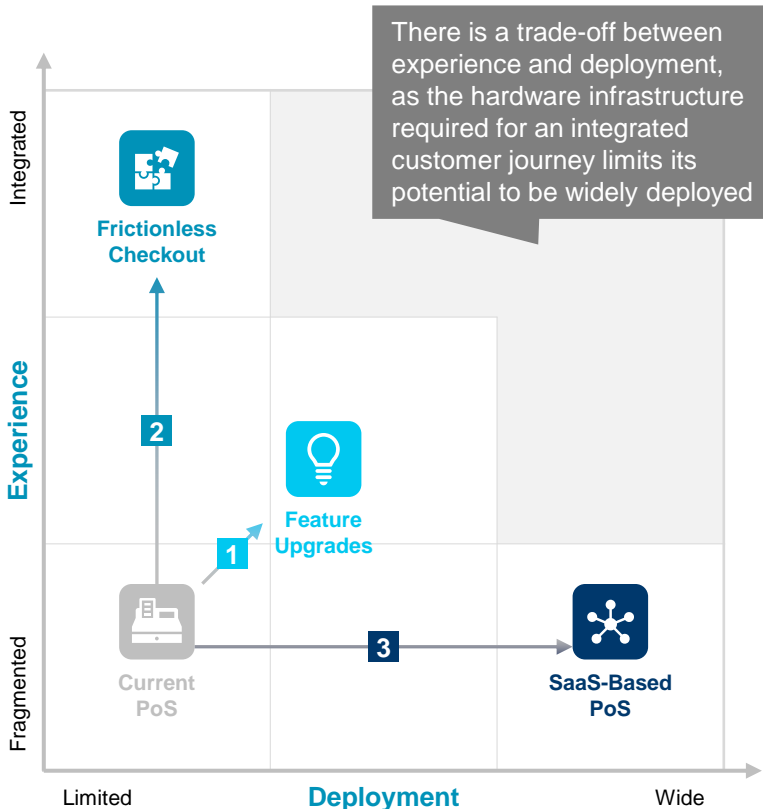 There is a trade-off between
experience and deployment,
as the hardware infrastructure
required for an integrated
customer journey limits its
potential to be widely deployed
Integrated
Frictionless
Checkout
2
Experience
Feature
Upgrades
1
3
Current
PoS
SaaS-Based
PoS
Fragmented
Limited
Deployment
Wide